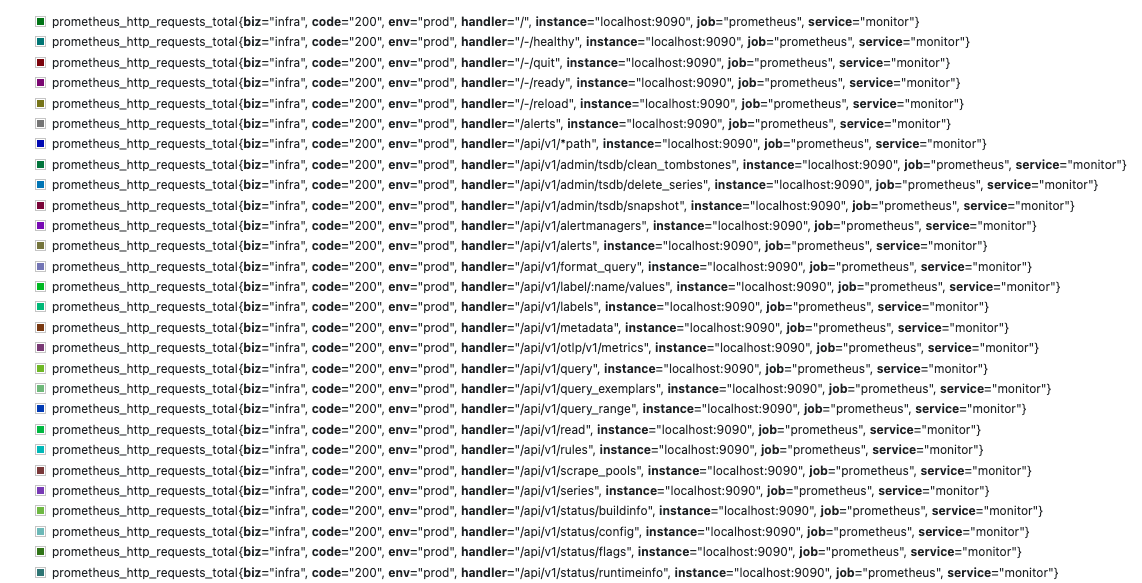 prometheus_http_requests_total{biz="infra", code="200", env="prod", handler="/", instance="localhost:9090", job="prometheus", service="monitor"}
prometheus_http_requests_total{biz="infra", code="200", env="prod", handler="/-/healthy", instance="localhost:9090", job="prometheus", service="monitor"}
prometheus_http_requests_total{biz="infra", code="200", env="prod", handler="/-/quit", instance="localhost:9090", job="prometheus", service="monitor"}
prometheus_http_requests_total{biz="infra", code="200", env="prod", handler="/-/ready", instance="localhost:9090", job="prometheus", service="monitor"}
prometheus_http_requests_total{biz="infra", code="200", env="prod", handler="/-/reload", instance="localhost:9090", job="prometheus", service="monitor"}
prometheus_http_requests_total{biz="infra", code="200", env="prod", handler="/alerts", instance="localhost:9090", job="prometheus", service="monitor"}
prometheus_http_requests_total{biz="infra", code="200", env="prod", handler="/api/v1/*path", instance="localhost:9090", job="prometheus", service="monitor"}
prometheus_http_requests_total{biz="infra", code="200", env="prod", handler="/api/v1/admin/tsdb/clean_tombstones", instance="localhost:9090", job="prometheus", service="monitor"}
prometheus_http_requests_total{biz="infra", code="200", env="prod", handler="/api/v1/admin/tsdb/delete_series", instance="localhost:9090", job="prometheus", service="monitor"}
prometheus_http_requests_total{biz="infra", code="200", env="prod", handler="/api/v1/admin/tsdb/snapshot", instance="localhost:9090", job="prometheus", service="monitor"}
prometheus_http_requests_total{biz="infra", code="200", env="prod", handler="/api/v1/alertmanagers", instance="localhost:9090", job="prometheus", service="monitor"}
prometheus_http_requests_total{biz="infra", code="200", env="prod", handler="/api/v1/alerts", instance="localhost:9090", job="prometheus", service="monitor"}
prometheus_http_requests_total{biz="infra", code="200", env="prod", handler="/api/v1/format_query", instance="localhost:9090", job="prometheus", service="monitor"}
prometheus_http_requests_total{biz="infra", code="200", env="prod", handler="/api/v1/label/:name/values", instance="localhost:9090", job="prometheus", service="monitor"}
prometheus_http_requests_total{biz="infra", code="200", env="prod", handler="/api/v1/labels", instance="localhost:9090", job="prometheus", service="monitor"}
prometheus_http_requests_total{biz="infra", code="200", env="prod", handler="/api/v1/metadata", instance="localhost:9090", job="prometheus", service="monitor"}
prometheus_http_requests_total{biz="infra", code="200", env="prod", handler="/api/v1/otlp/v1/metrics", instance="localhost:9090", job="prometheus", service="monitor"}
prometheus_http_requests_total{biz="infra", code="200", env="prod", handler="/api/v1/query", instance="localhost:9090", job="prometheus", service="monitor"}
prometheus_http_requests_total{biz="infra", code="200", env="prod", handler="/api/v1/query_exemplars", instance="localhost:9090", job="prometheus", service="monitor"}
prometheus_http_requests_total{biz="infra", code="200", env="prod", handler="/api/v1/query_range", instance="localhost:9090", job="prometheus", service="monitor"}
prometheus_http_requests_total{biz="infra", code="200", env="prod", handler="/api/v1/read", instance="localhost:9090", job="prometheus", service="monitor"}
prometheus_http_requests_total{biz="infra", code="200", env="prod", handler="/api/v1/rules", instance="localhost:9090", job="prometheus", service="monitor"}
prometheus_http_requests_total{biz="infra", code="200", env="prod", handler="/api/v1/scrape_pools", instance="localhost:9090", job="prometheus", service="monitor"}
prometheus_http_requests_total{biz="infra", code="200", env="prod", handler="/api/v1/series", instance="localhost:9090", job="prometheus", service="monitor"}
prometheus_http_requests_total{biz="infra", code="200", env="prod", handler="/api/v1/status/buildinfo", instance="localhost:9090", job="prometheus", service="monitor"}
prometheus_http_requests_total{biz="infra", code="200", env="prod", handler="/api/v1/status/config", instance="localhost:9090", job="prometheus", service="monitor"}
prometheus_http_requests_total{biz="infra", code="200", env="prod", handler="/api/v1/status/flags", instance="localhost:9090", job="prometheus", service="monitor"}
prometheus_http_requests_total{biz="infra", code="200", env="prod", handler="/api/v1/status/runtimeinfo", instance="localhost:9090", job="prometheus", service="monitor"}